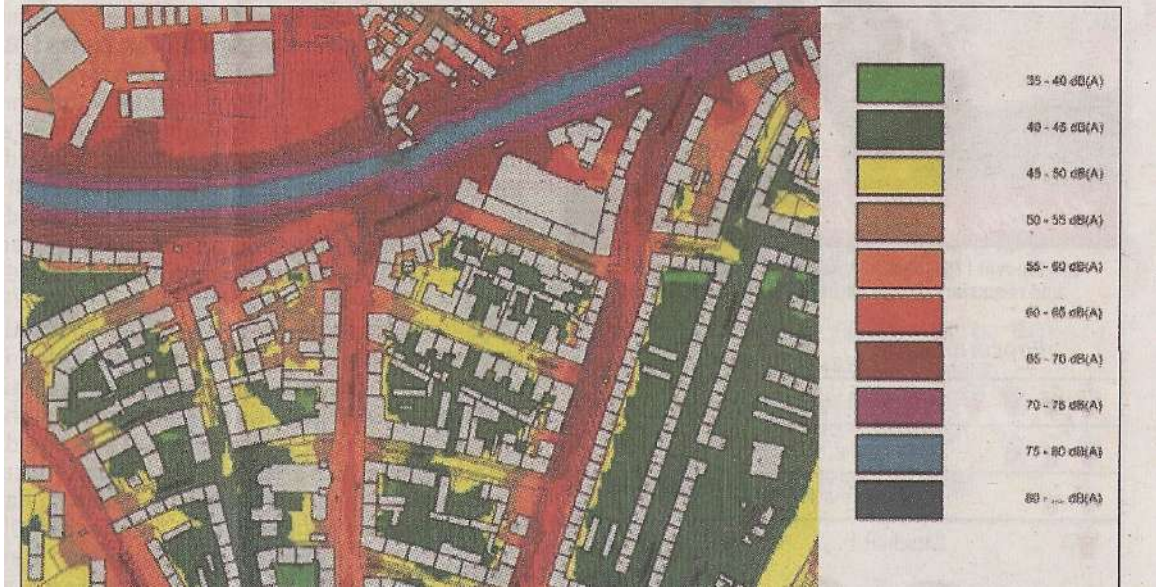 35 - 40 dB(A)
40 - 45 dB(A)
45 - 50 dB(A)
50 - 55 dB(A)
55 - 60 dB(A)
60 - 65 dB(A)
65 - 70 dB(A)
70 - 75 dB(A)
75 - 80 dB(A)
80 - ... dB(A)